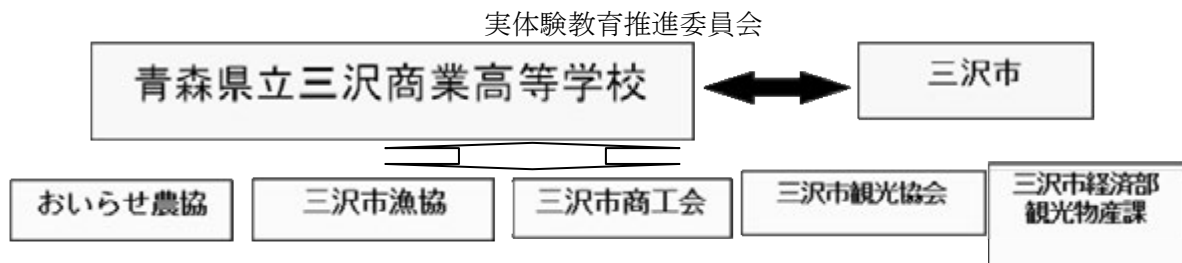 実体験教育推進委員会
青森県立三沢商業高等学校
三沢市
おいらせ農協
三沢市漁協
三沢市商工会
三沢市観光協会
三沢市経済部
観光物産課